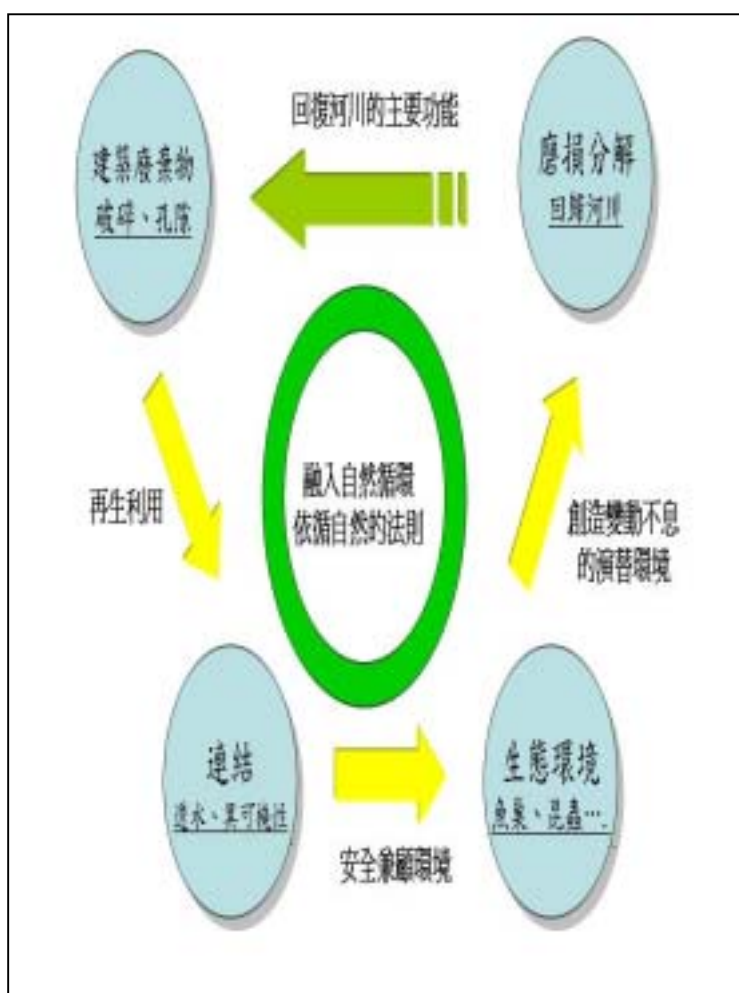 回復河川的主要功能
建築廢棄物
破碎、孔隙
磨損分解
回歸河川
再生利用
融入自然循環
依循自然的法則
創造變動不息
的演替環境
連結
透水、具可撓性
生態環境
魚巢、昆蟲…
安全兼顧環境